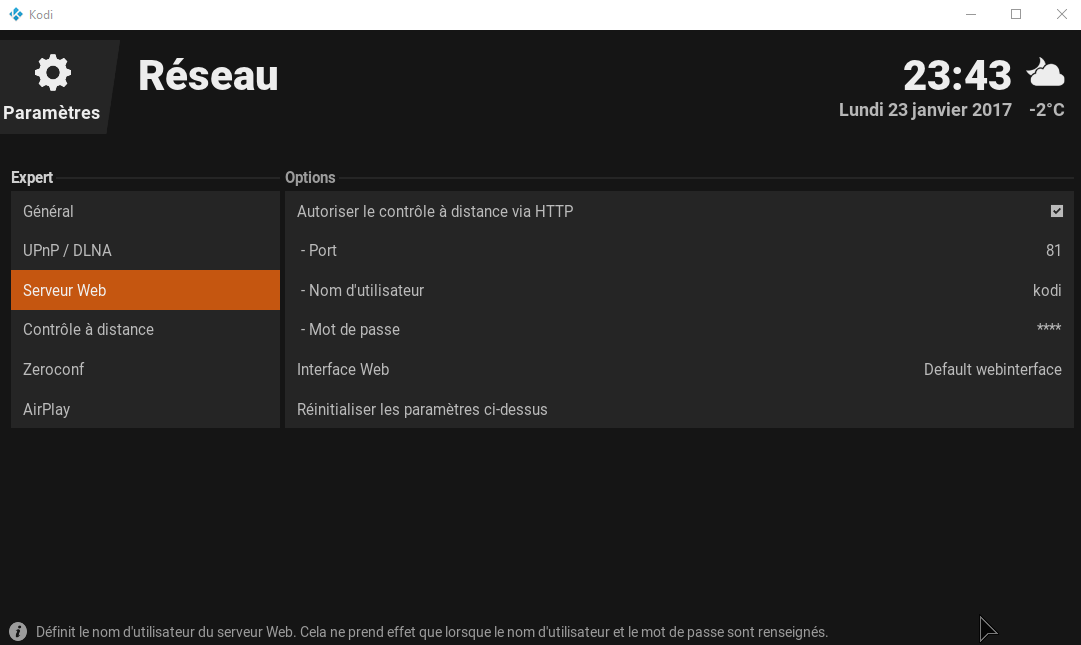 Kodi
Paramètres
Réseau
23:43
Lundi 23 janvier 2017 -2°C
Expert
Général
UPnP / DLNA
Serveur Web
Contrôle à distance
Zeroconf
AirPlay
Options
Autoriser le contrôle à distance via HTTP
- Port 81
- Nom d'utilisateur kodi
- Mot de passe ****
Interface Web Default webinterface
Réinitialiser les paramètres ci-dessus
Définit le nom d'utilisateur du serveur Web. Cela ne prend effet que lorsque le nom d'utilisateur et le mot de passe sont renseignés.